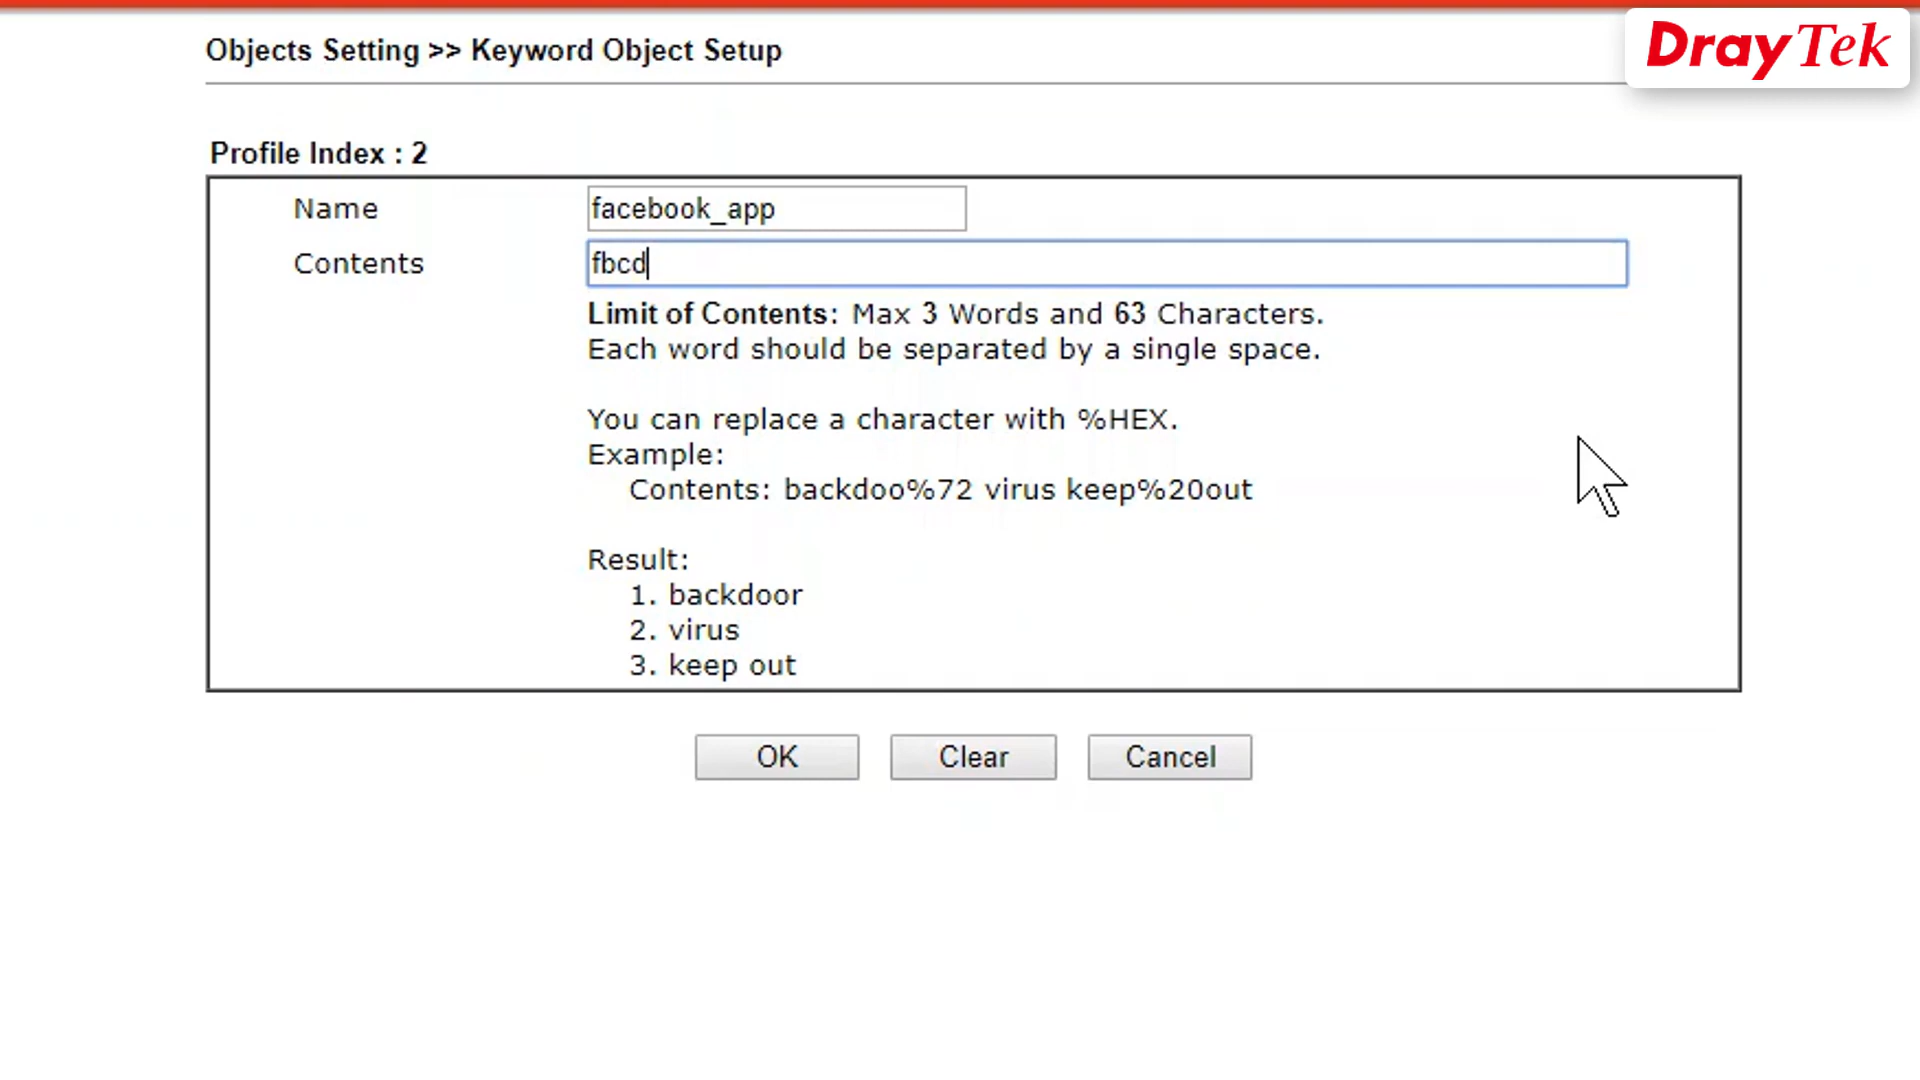 DrayTek
Objects Setting >> Keyword Object Setup
Profile Index : 2
Name facebook_app
Contents fbcd
Limit of Contents: Max 3 Words and 63 Characters.
Each word should be separated by a single space.
You can replace a character with %HEX.
Example:
Contents: backdoo%72 virus keep%20out
Result:
1. backdoor
2. virus
3. keep out
OK Clear Cancel